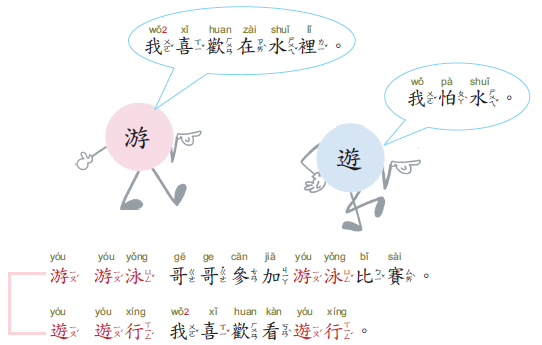 wǒ2 xǐ huan zài shuǐ lǐ
我喜歡在水裡。
wǒ pà shuǐ
我怕水。
游
遊
yóu yóu yǒng gē ge cān jiā yóu yǒng bǐ sài
游 游泳 哥哥參加游泳比賽。
yóu yóu xíng wǒ2 xǐ huan kàn yóu xíng
遊 遊行 我喜歡看遊行。